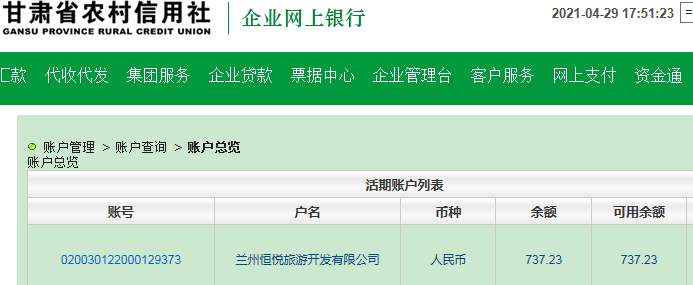 甘肃省农村信用社 企业网上银行 2021-04-29 17:51:23
GANSU PROVINCE RURAL CREDIT UNION
汇款 代收代发 集团服务 企业贷款 票据中心 企业管理台 客户服务 网上支付 资金通
账户管理 > 账户查询 > 账户总览
账户总览
活期账户列表
账号 户名 币种 余额 可用余额
020030122000129373 兰州恒悦旅游开发有限公司 人民币 737.23 737.23